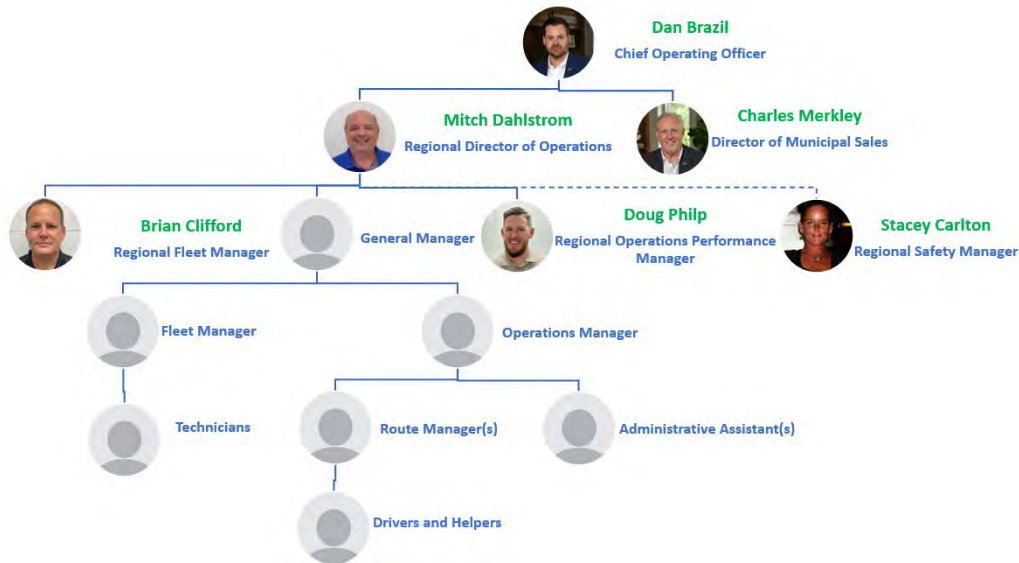 Dan Brazil
Chief Operating Officer
Mitch Dahlstrom
Regional Director of Operations
Charles Merkley
Director of Municipal Sales
Brian Clifford
Regional Fleet Manager
General Manager
Doug Philp
Regional Operations Performance
Manager
Stacey Carlton
Regional Safety Manager
Fleet Manager
Operations Manager
Technicians
Route Manager(s)
Administrative Assistant(s)
Drivers and Helpers